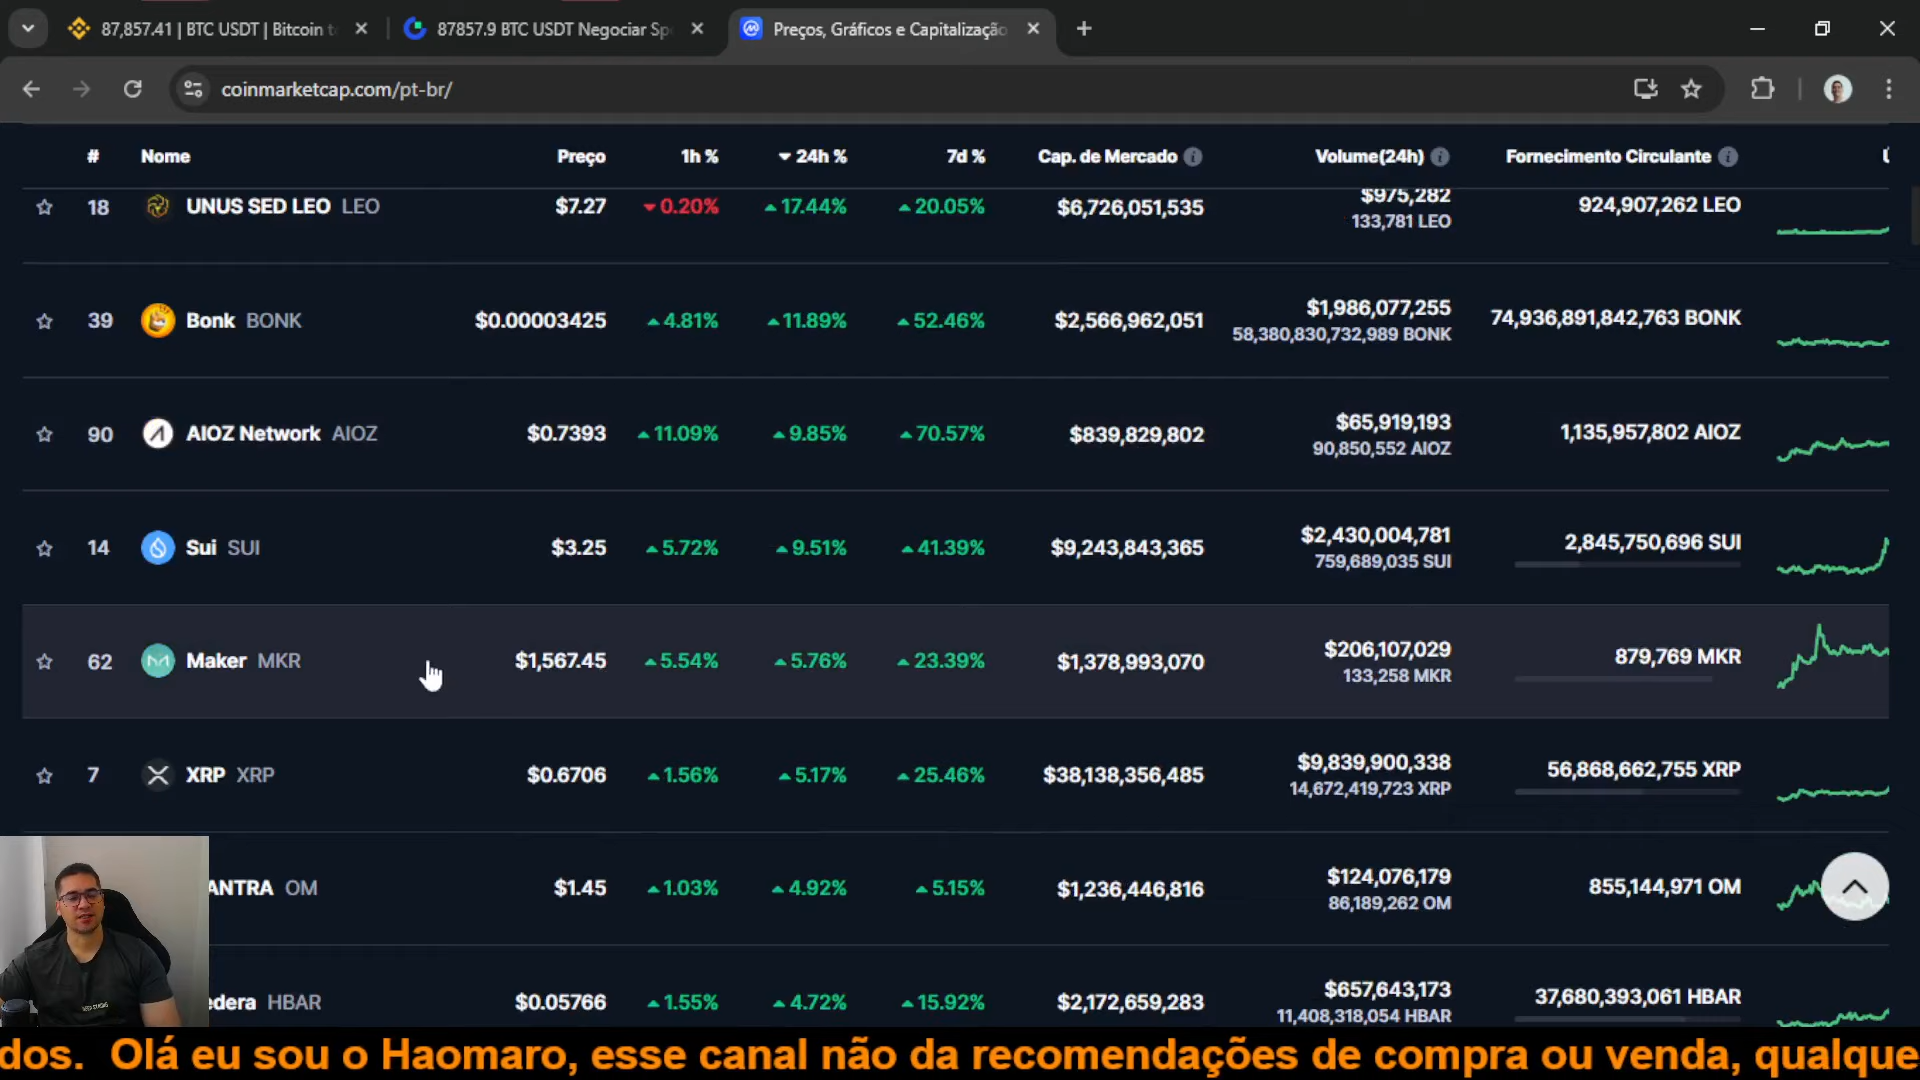 87,857.41 | BTC USDT | Bitcoin t
87857.9 BTC USDT Negociar Sp
Preços, Gráficos e Capitalização
coinmarketcap.com/pt-br/
# Nome Preço 1h % 24h % 7d % Cap. de Mercado Volume(24h) Fornecimento Circulante
18 UNUS SED LEO LEO $7.27 0.20% 17.44% 20.05% $6,726,051,535 $975,282 924,907,262 LEO
133,781 LEO
39 Bonk BONK $0.00003425 4.81% 11.89% 52.46% $2,566,962,051 $1,986,077,255 74,936,891,842,763 BONK
58,380,830,732,989 BONK
90 AIOZ Network AIOZ $0.7393 11.09% 9.85% 70.57% $839,829,802 $65,919,193 1,135,957,802 AIOZ
90,850,552 AIOZ
14 Sui SUI $3.25 5.72% 9.51% 41.39% $9,243,843,365 $2,430,004,781 2,845,750,696 SUI
759,689,035 SUI
62 Maker MKR $1,567.45 5.54% 5.76% 23.39% $1,378,993,070 $206,107,029 879,769 MKR
133,258 MKR
7 XRP XRP $0.6706 1.56% 5.17% 25.46% $38,138,356,485 $9,839,900,338 56,868,662,755 XRP
14,672,419,723 XRP
ANTRA OM $1.45 1.03% 4.92% 5.15% $1,236,446,816 $124,076,179 855,144,971 OM
86,189,262 OM
edera HBAR $0.05766 1.55% 4.72% 15.92% $2,172,659,283 $657,643,173 37,680,393,061 HBAR
11,408,318,054 HBAR
dos. Olá eu sou o Haomaro, esse canal não da recomendações de compra ou venda, qualque